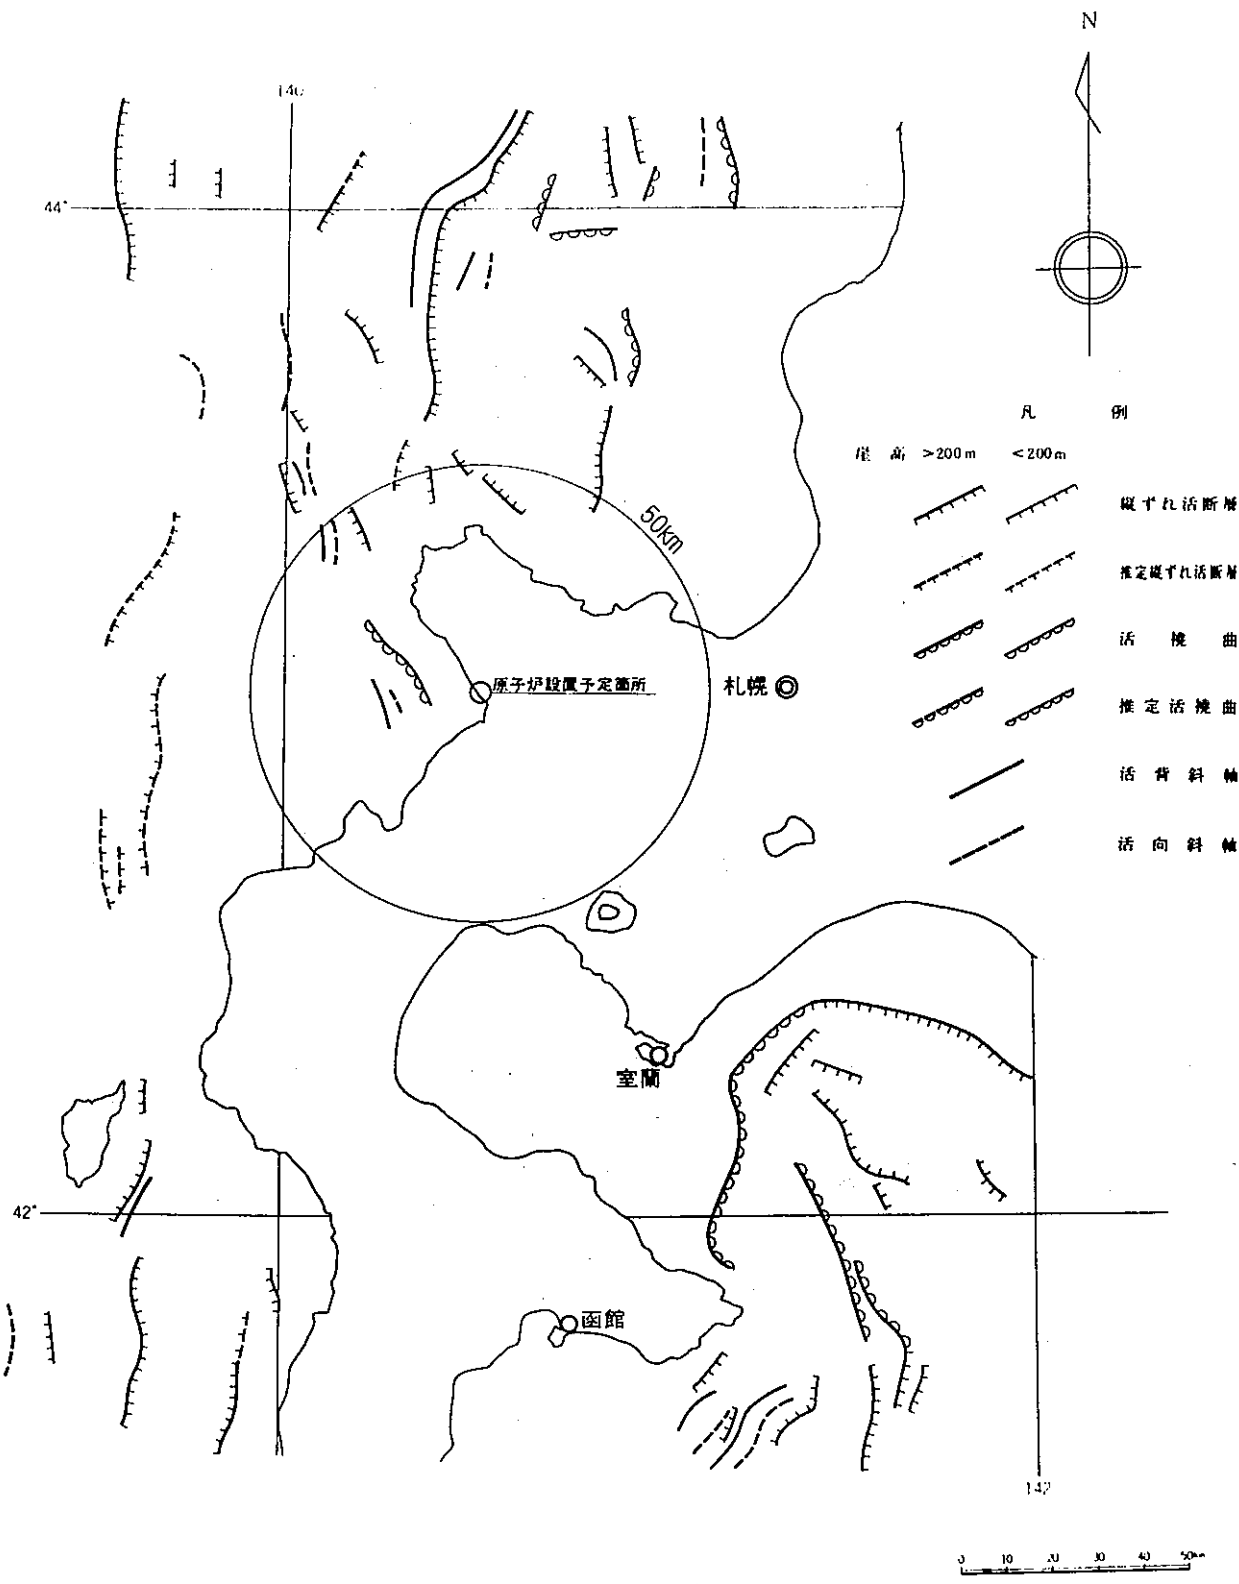 N
140
44°
凡 例
崖高 >200m <200m
縦ずれ活断層
50km
推定縦ずれ活断層
活撓曲
原子炉設置予定箇所
札幌
推定活撓曲
活背斜軸
活向斜軸
室蘭
42°
函館
142
0 10 20 30 40 50km